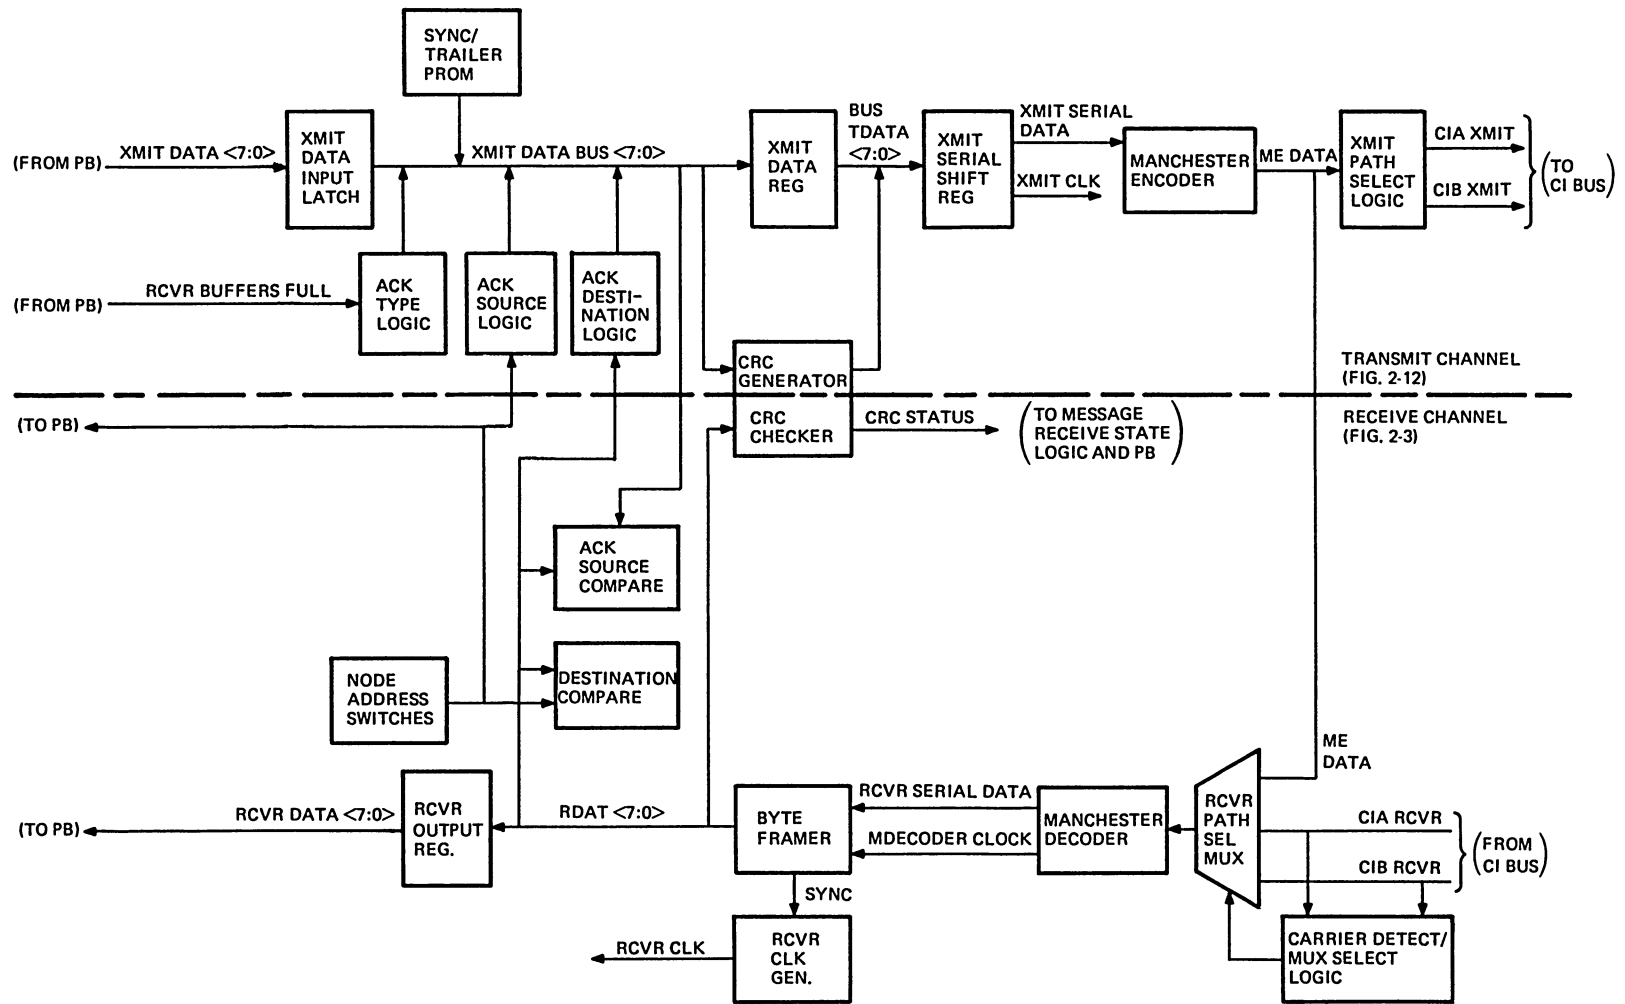 SYNC/
TRAILER
PROM
(FROM PB)
XMIT DATA <7:0>
XMIT
DATA
INPUT
LATCH
XMIT DATA BUS <7:0>
XMIT
DATA
REG
BUS
TDATA
<7:0>
XMIT
SERIAL
SHIFT
REG
XMIT SERIAL
DATA
XMIT CLK
MANCHESTER
ENCODER
ME DATA
XMIT
PATH
SELECT
LOGIC
CIA XMIT
CIB XMIT
(TO
CI BUS)
(FROM PB)
RCVR BUFFERS FULL
ACK
TYPE
LOGIC
ACK
SOURCE
LOGIC
ACK
DESTI-
NATION
LOGIC
CRC
GENERATOR
TRANSMIT CHANNEL
(FIG. 2-12)
(TO PB)
CRC
CHECKER
CRC STATUS
(TO MESSAGE
RECEIVE STATE
LOGIC AND PB)
RECEIVE CHANNEL
(FIG. 2-3)
ACK
SOURCE
COMPARE
NODE
ADDRESS
SWITCHES
DESTINATION
COMPARE
ME
DATA
(TO PB)
RCVR DATA <7:0>
RCVR
OUTPUT
REG.
RDAT <7:0>
BYTE
FRAMER
RCVR SERIAL DATA
MDECODER CLOCK
MANCHESTER
DECODER
RCVR
PATH
SEL
MUX
CIA RCVR
CIB RCVR
(FROM
CI BUS)
SYNC
RCVR CLK
RCVR
CLK
GEN.
CARRIER DETECT/
MUX SELECT
LOGIC